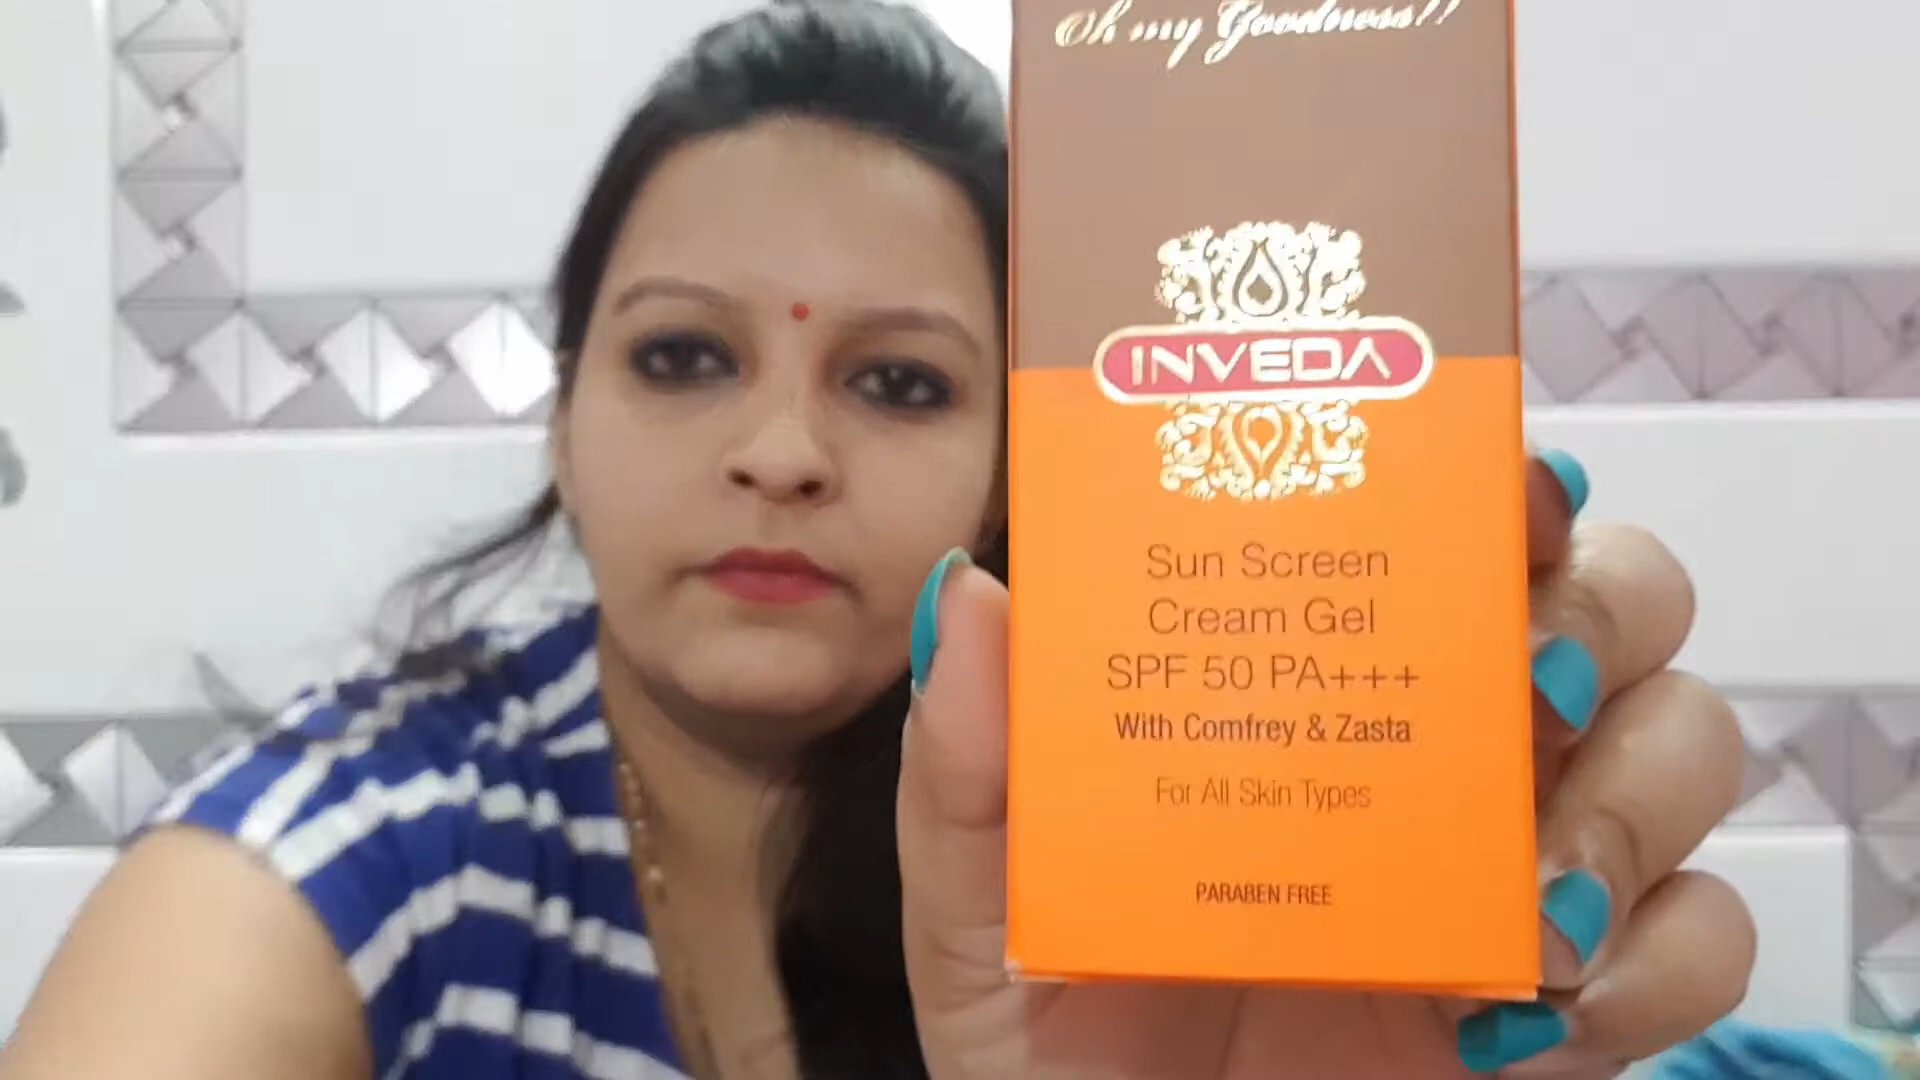 Oh my Goodness!!
INVEDA
Sun Screen
Cream Gel
SPF 50 PA+++
With Comfrey & Zasta
For All Skin Types
PARABEN FREE